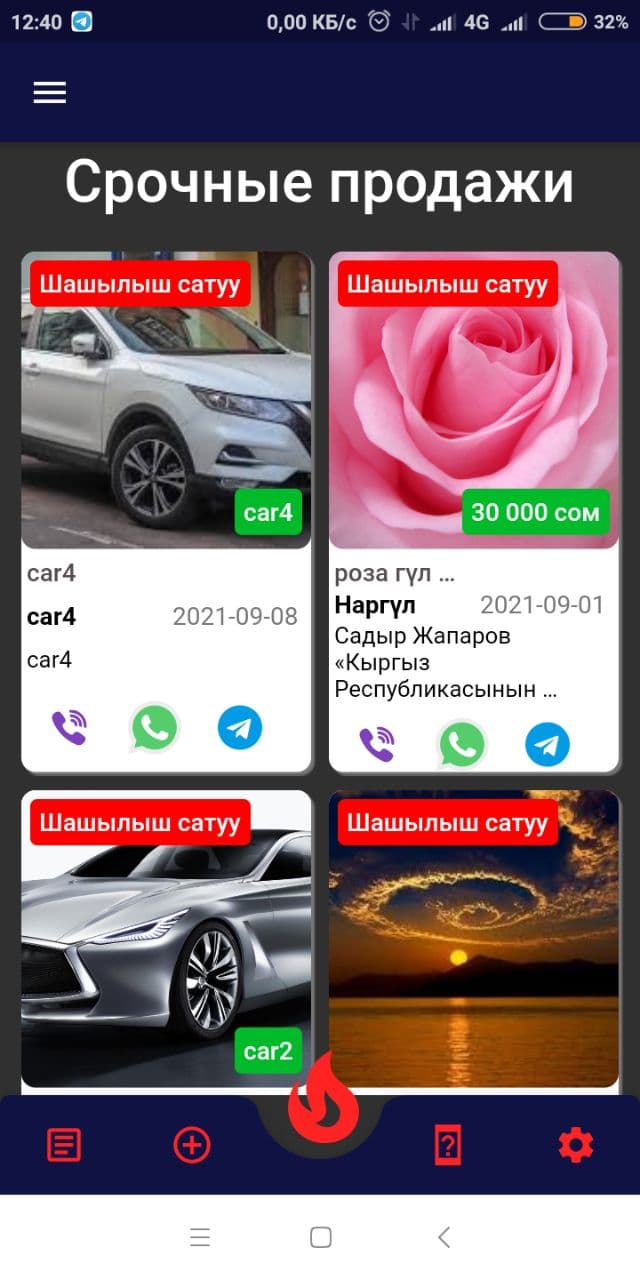 12:40 0,00 КБ/с 4G 32%
Срочные продажи
Шашылыш сатуу
car4
car4
car4 2021-09-08
car4
Шашылыш сатуу
30 000 сом
роза гүл ...
Наргүл 2021-09-01
Садыр Жапаров
«Кыргыз
Республикасынын ...
Шашылыш сатуу
car2
Шашылыш сатуу